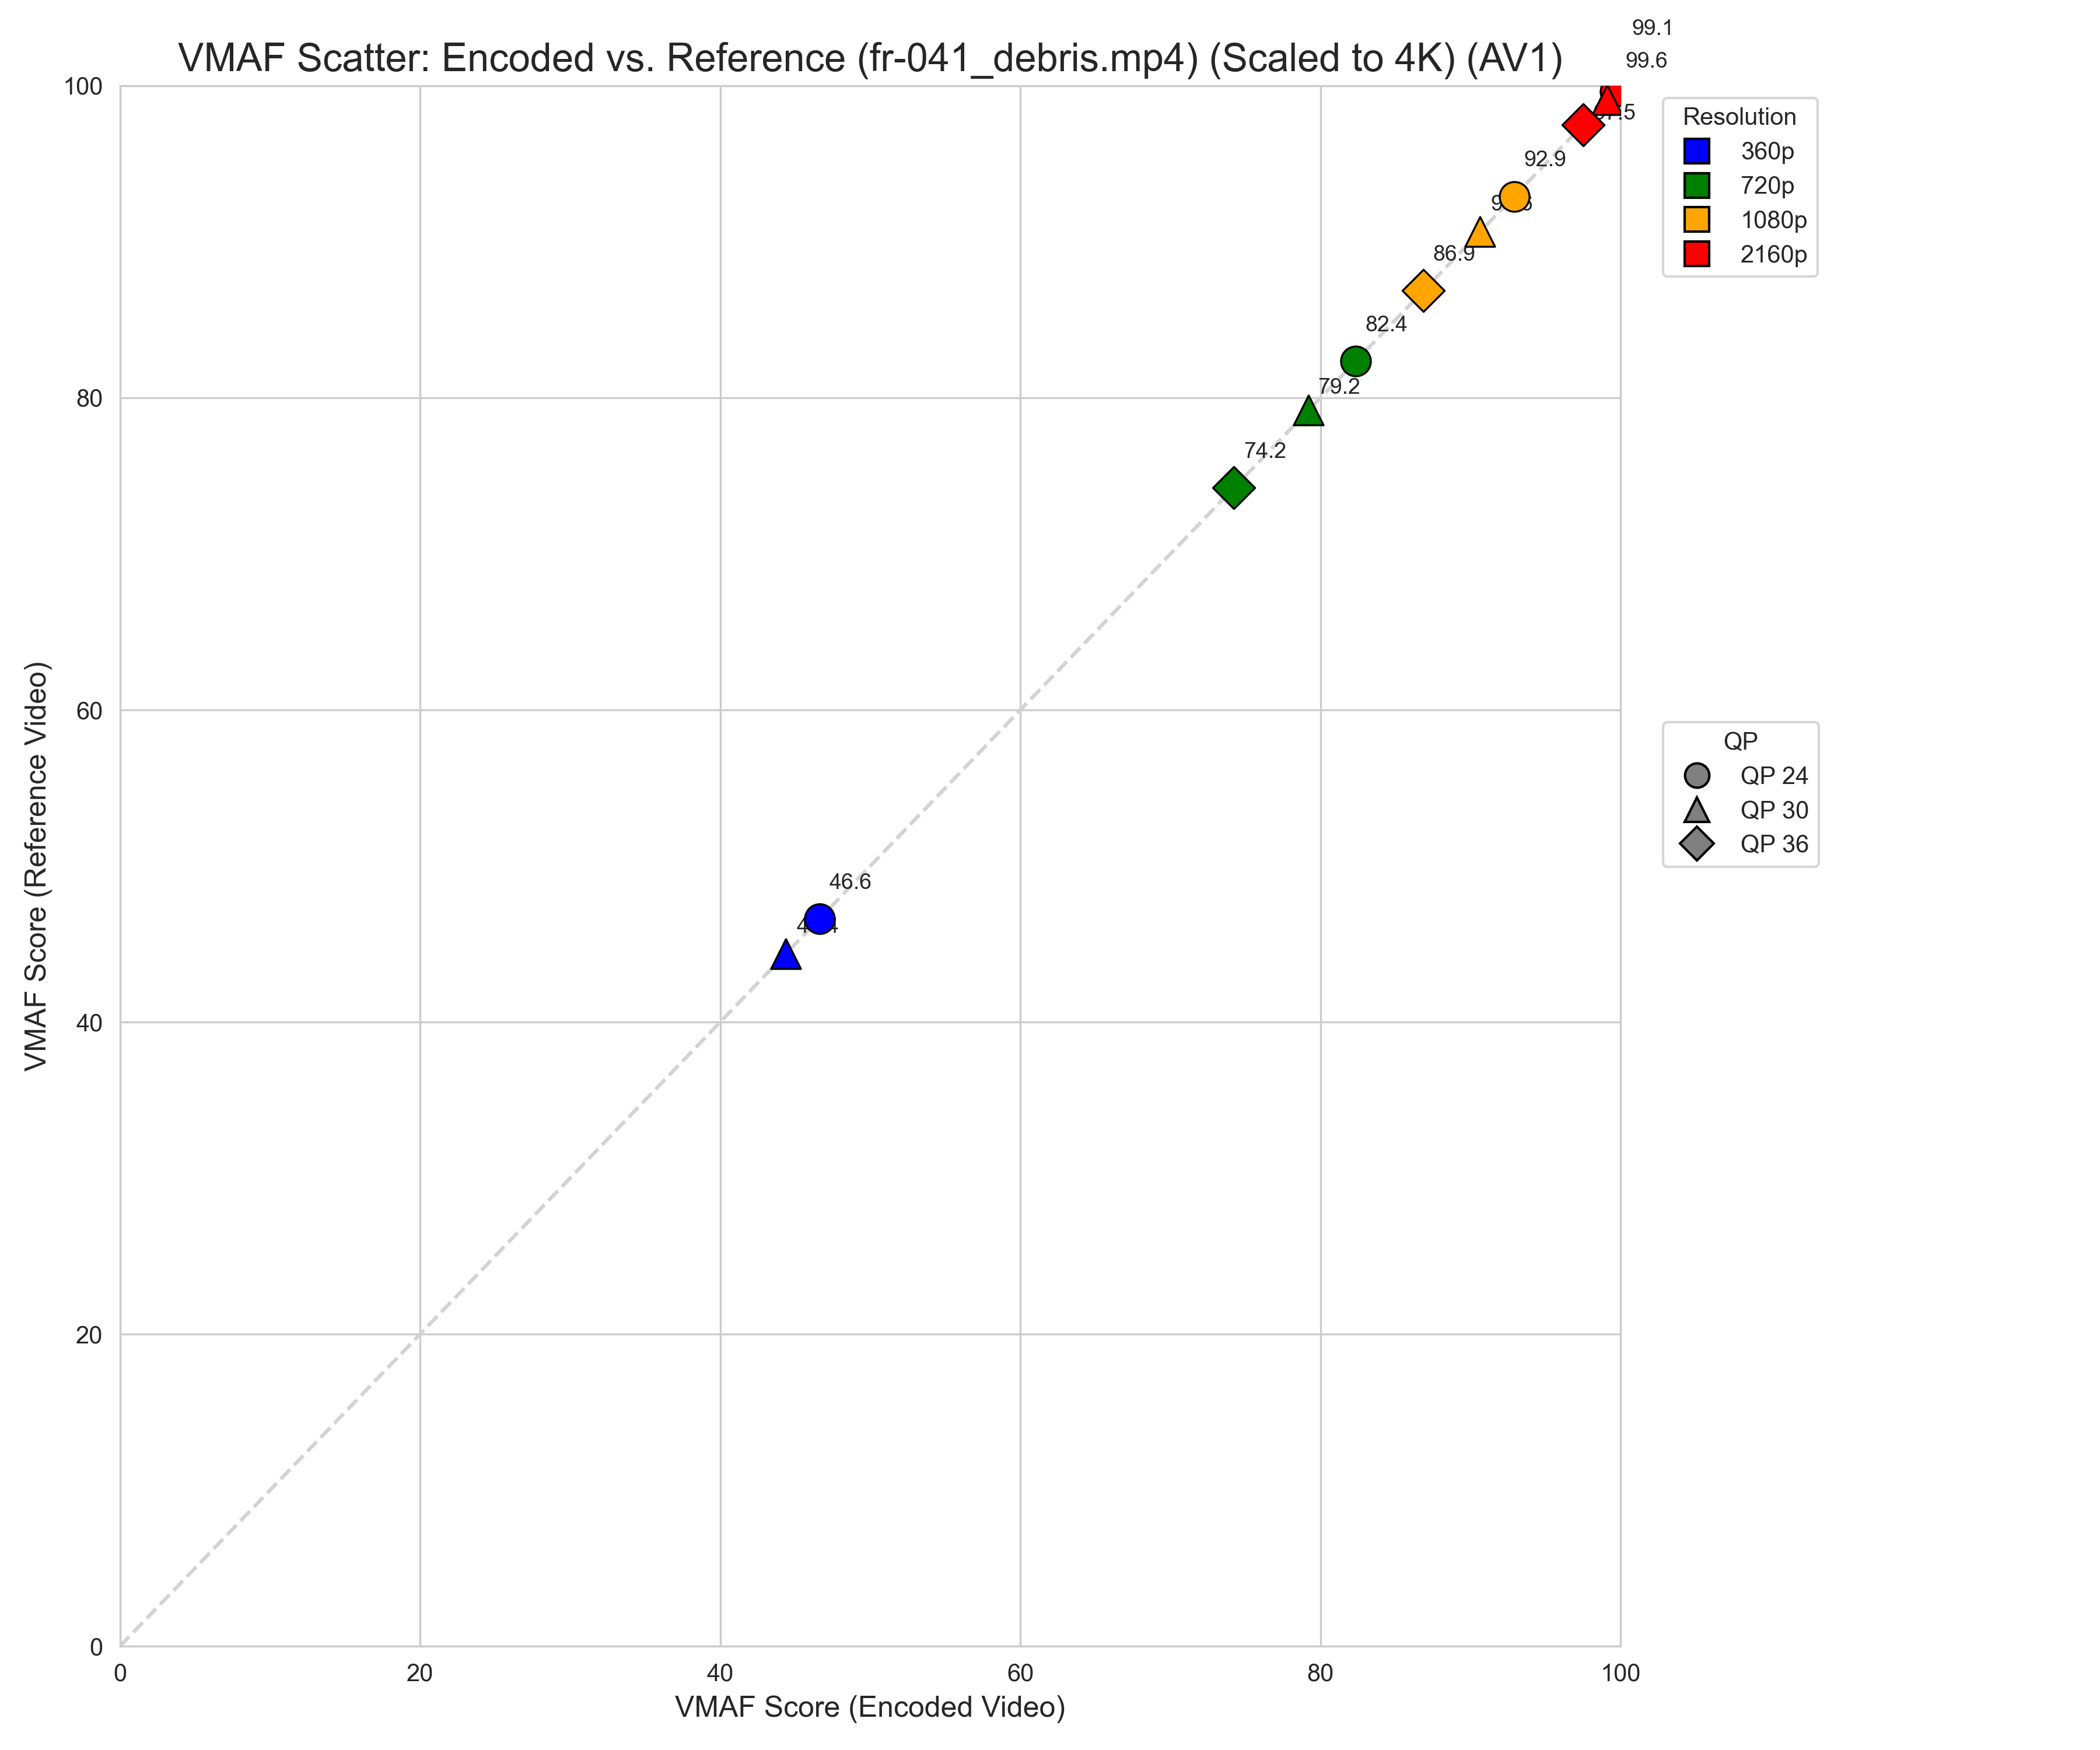 99.1
VMAF Scatter: Encoded vs. Reference (fr-041_debris.mp4) (Scaled to 4K) (AV1)
99.6
100
80
60
40
20
0
0
20
40
60
80
100
VMAF Score (Reference Video)
VMAF Score (Encoded Video)
92.9
86.9
82.4
79.2
74.2
46.6
Resolution
360p
720p
1080p
2160p
QP
QP 24
QP 30
QP 36